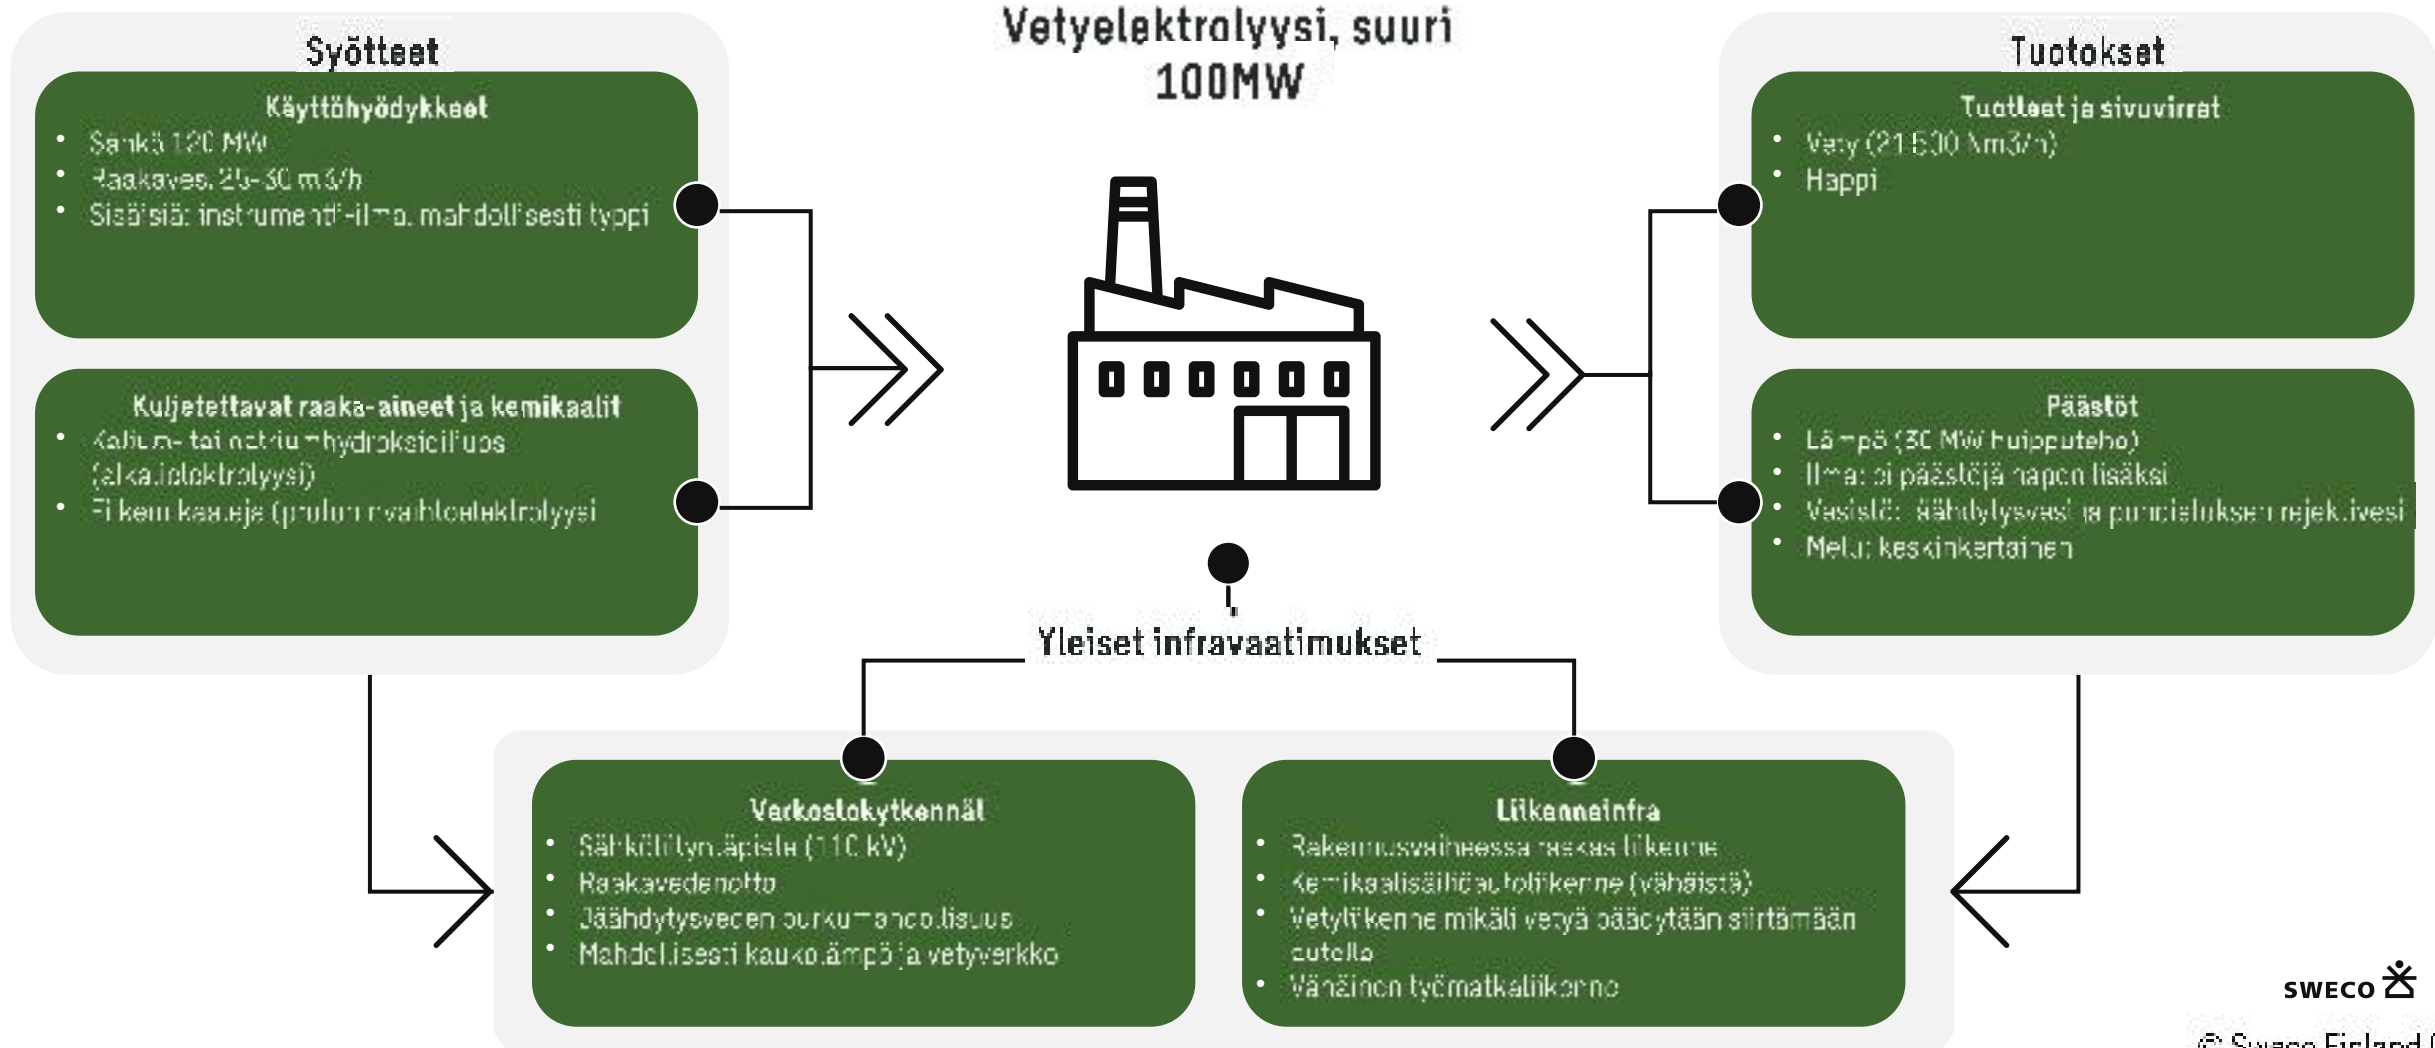 Vetyelektrolyysi, suuri
100MW
Syötteet
Käyttöhyödykkeet
• Sähkö 120 MW
• Raakavesi 25-30 m3/h
• Sisäisiä: instrumentti-ilma, mahdollisesti typpi
Kuljetettavat raaka-aineet ja kemikaalit
• Kalium- tai natriumhydroksidiliuos
(alkalielektrolyysi)
• Ei kemikaaleja (protoninvaihtoelektrolyysi
Tuotokset
Tuotteet ja sivuvirrat
• Vety (21 500 Nm3/h)
• Happi
Päästöt
• Lämpö (30 MW huipputeho)
• Ilma: ei päästöjä hapen lisäksi
• Vesistö: jäähdytysvesi ja puhdistuksen rejektivesi
• Melu: keskinkertainen
Yleiset infravaatimukset
Verkostokytkennät
• Sähköliityntäpiste (110 kV)
• Raakavedenotto
• Jäähdytysveden purkumahdollisuus
• Mahdollisesti kaukolämpö ja vetyverkko
Liikenneinfra
• Rakennusvaiheessa raskas liikenne
• Kemikaalisäiliöautoliikenne (vähäistä)
• Vetyliikenne mikäli vetyä päädytään siirtämään
autolla
• Vähäinen työmatkaliikenne
SWECO
© Sweco Finland